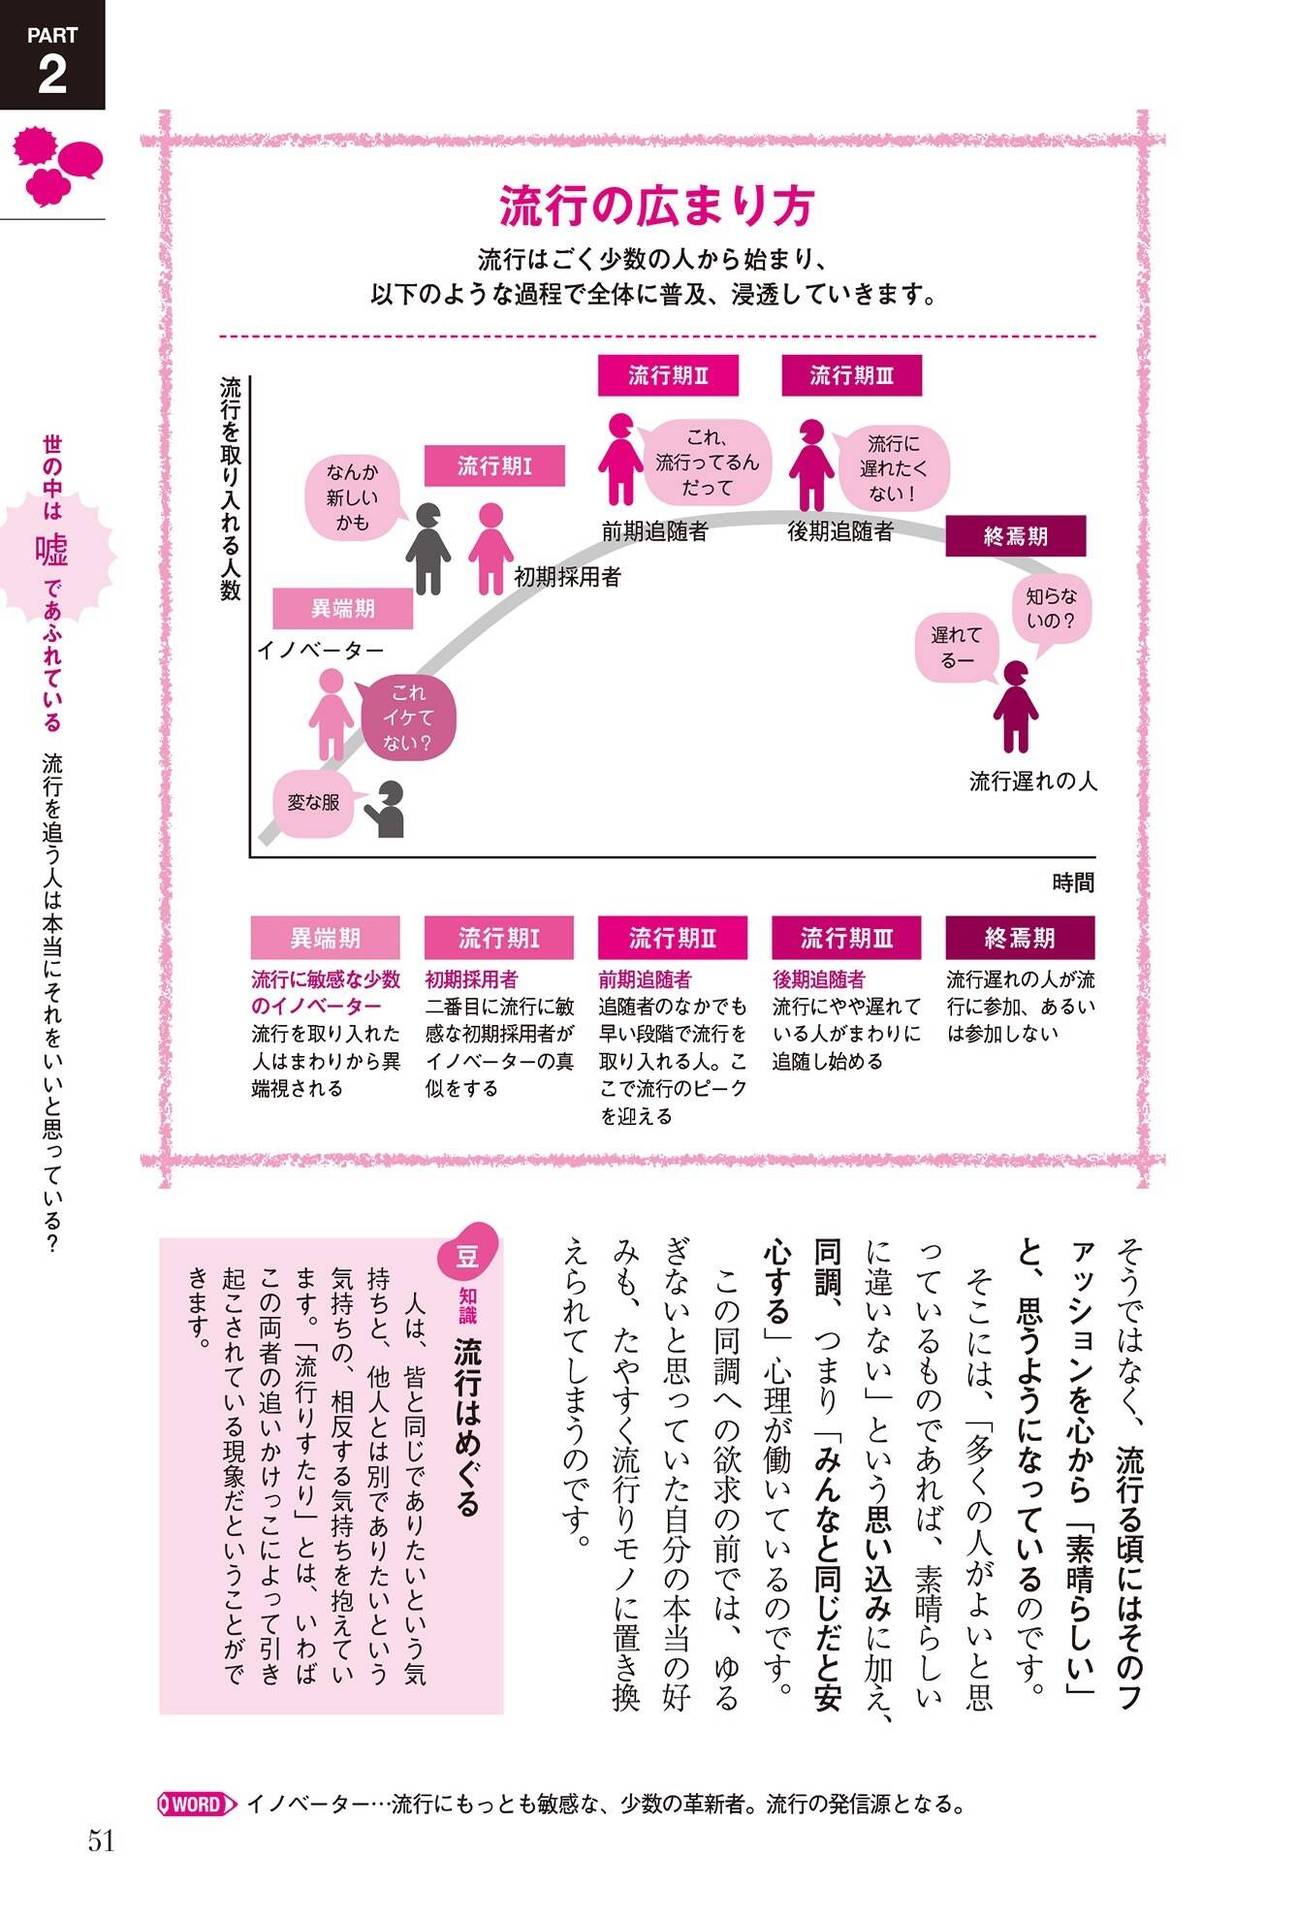 PART
2
世の中は嘘であふれている 流行を追う人は本当にそれをいいと思っている？
流行の広まり方
流行はごく少数の人から始まり、
以下のような過程で全体に普及、浸透していきます。
流行を取り入れる人数
異端期
イノベーター
これ
イケて
ない？
変な服
流行期Ⅰ
なんか
新しい
かも
初期採用者
流行期Ⅱ
これ、
流行ってるん
だって
前期追随者
流行期Ⅲ
流行に
遅れたく
ない！
後期追随者
終焉期
知らな
いの？
遅れて
るー
流行遅れの人
時間
異端期
流行に敏感な少数
のイノベーター
流行を取り入れた
人はまわりから異
端視される
流行期Ⅰ
初期採用者
二番目に流行に敏
感な初期採用者が
イノベーターの真
似をする
流行期Ⅱ
前期追随者
追随者のなかでも
早い段階で流行を
取り入れる人。こ
こで流行のピーク
を迎える
流行期Ⅲ
後期追随者
流行にやや遅れて
いる人がまわりに
追随し始める
終焉期
流行遅れの人が流
行に参加、あるい
は参加しない
そうではなく、流行る頃にはそのフ
ァッションを心から「素晴らしい」
と、思うようになっているのです。
そこには、「多くの人がよいと思
っているものであれば、素晴らしい
に違いない」という思い込みに加え、
同調、つまり「みんなと同じだと安
心する」心理が働いているのです。
この同調への欲求の前では、ゆる
ぎないと思っていた自分の本当の好
みも、たやすく流行りモノに置き換
えられてしまうのです。
豆知識 流行はめぐる
人は、皆と同じでありたいという気
持ちと、他人とは別でありたいという
気持ちの、相反する気持ちを抱えてい
ます。「流行りすたり」とは、いわば
この両者の追いかけっこによって引き
起こされている現象だということがで
きます。
WORD イノベーター…流行にもっとも敏感な、少数の革新者。流行の発信源となる。
51